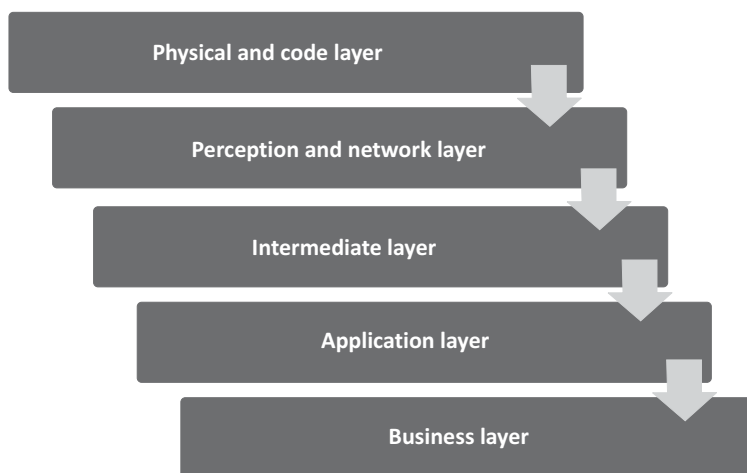 Physical and code layer
Perception and network layer
Intermediate layer
Application layer
Business layer